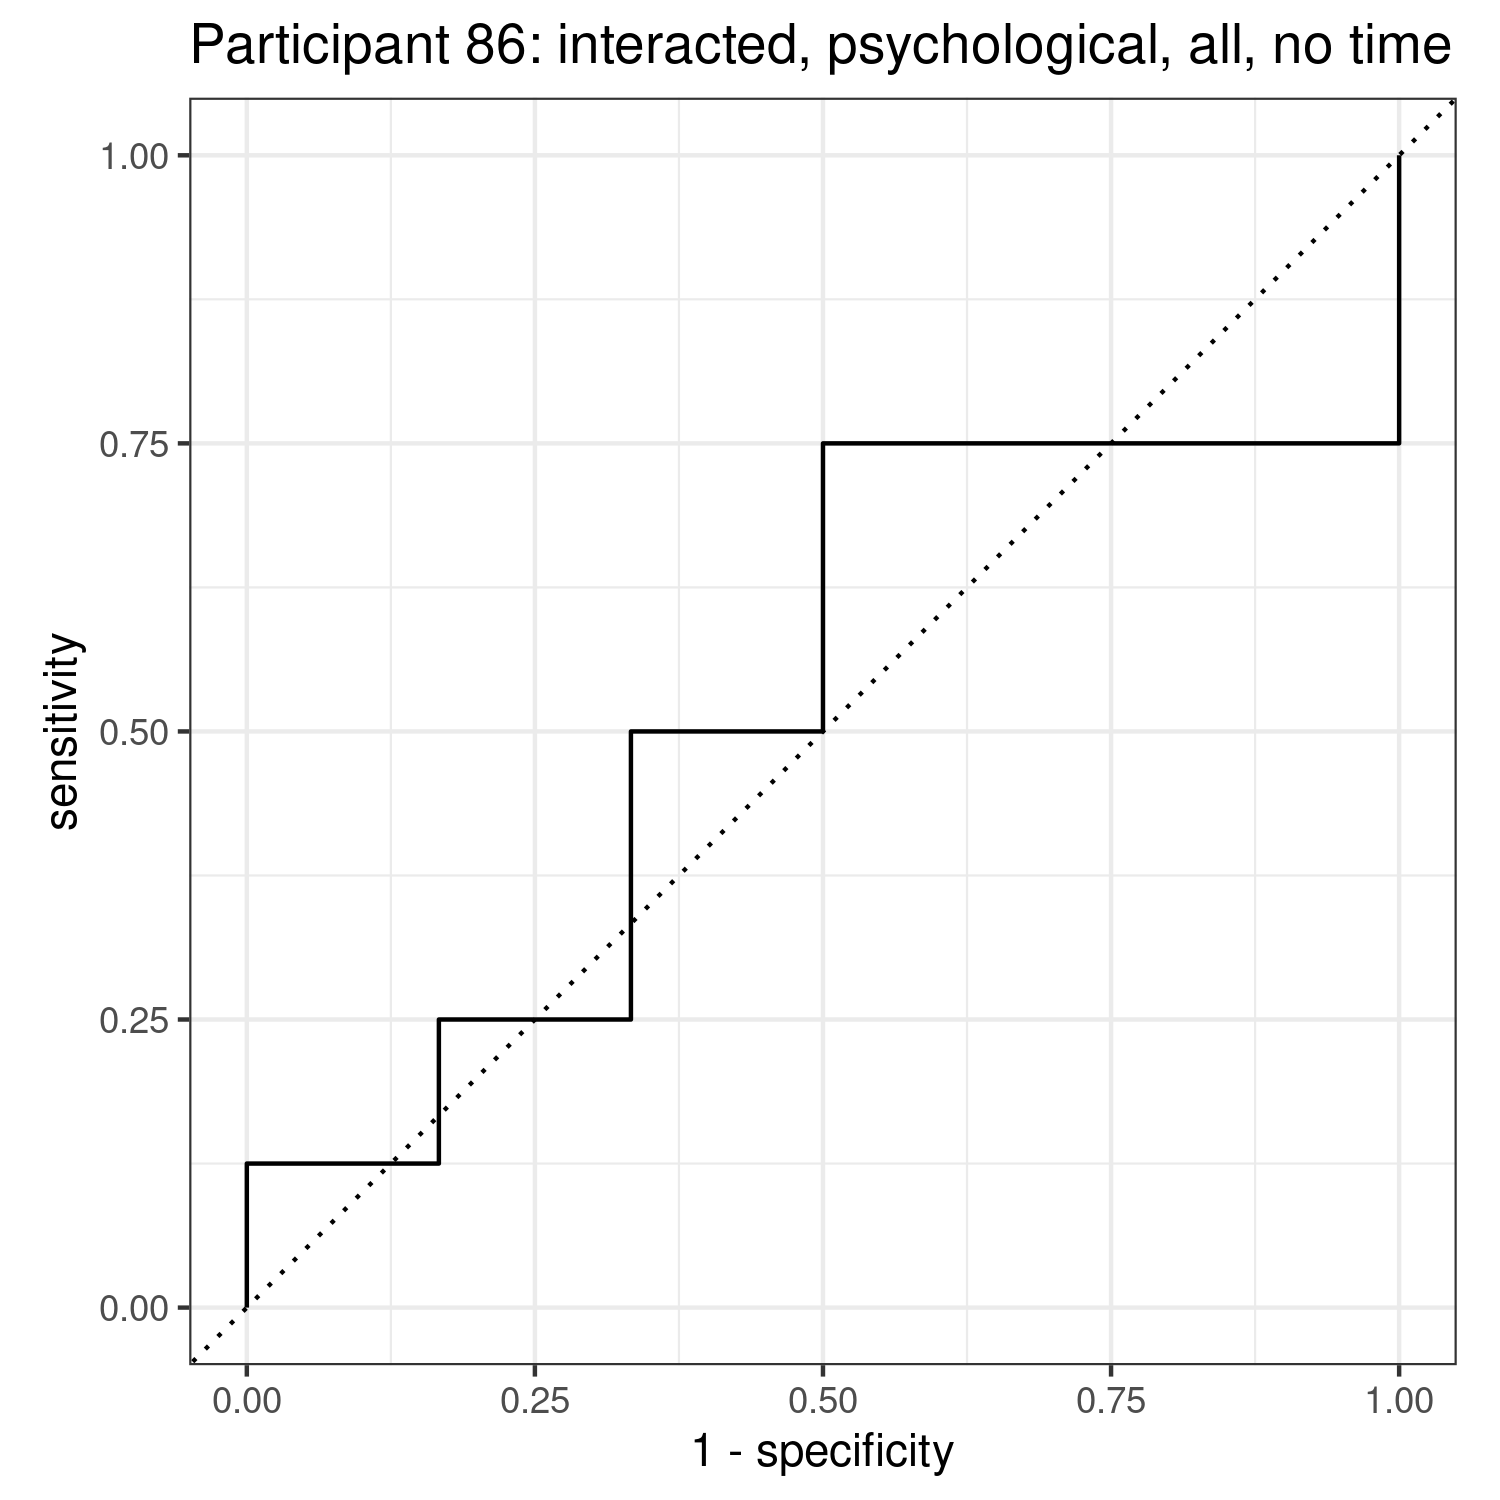 Participant 86: interacted, psychological, all, no time
1.00
0.75
0.50
0.25
0.00
sensitivity
0.00 0.25 0.50 0.75 1.00
1 - specificity